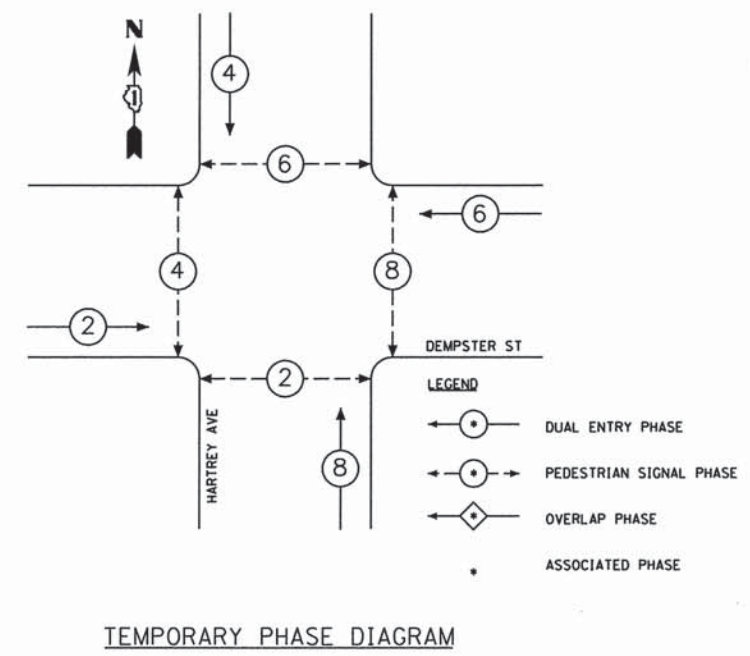 N
1
4
6
6
4
8
2
DEMPSTER ST
2
LEGEND
HARTREY AVE
8
* DUAL ENTRY PHASE
* PEDESTRIAN SIGNAL PHASE
* OVERLAP PHASE
* ASSOCIATED PHASE
TEMPORARY PHASE DIAGRAM